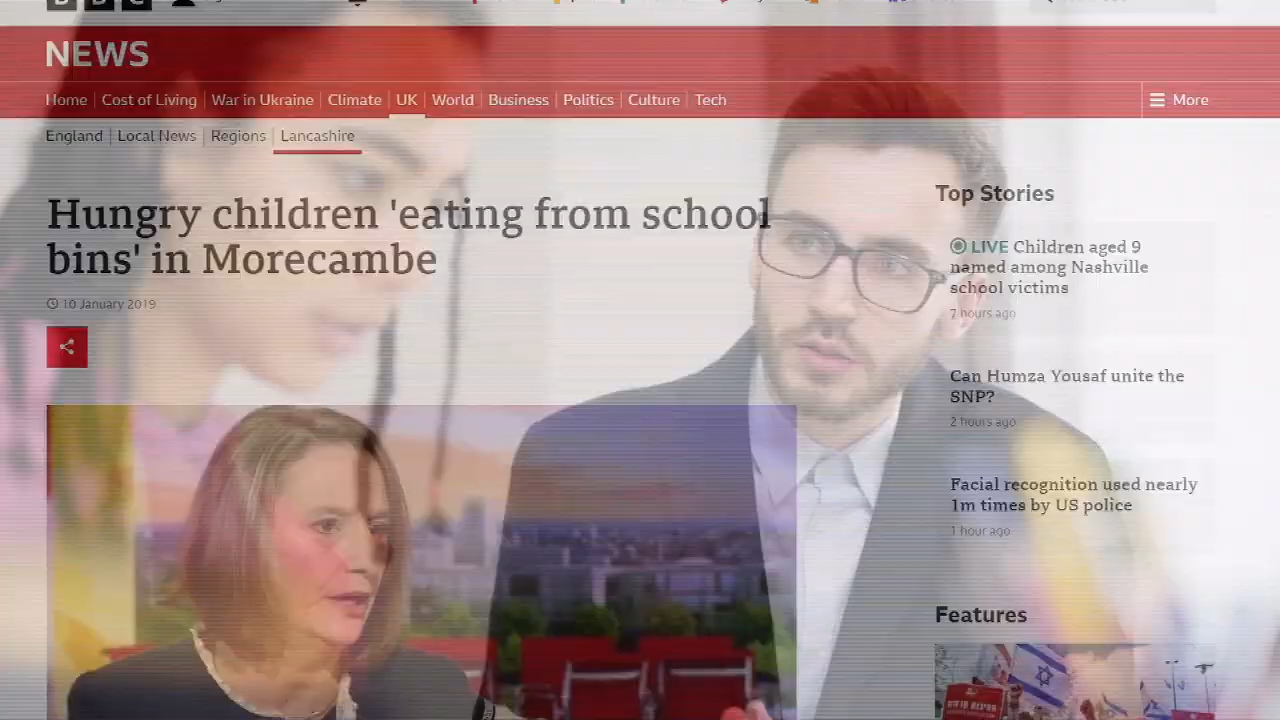 BBC
NEWS
Home
Cost of Living
War in Ukraine
Climate
UK
World
Business
Politics
Culture
Tech
More
England
Local News
Regions
Lancashire
Hungry children 'eating from school
bins' in Morecambe
10 January 2019
Top Stories
LIVE Children aged 9
named among Nashville
school victims
7 hours ago
Can Humza Yousaf unite the
SNP?
2 hours ago
Facial recognition used nearly
1m times by US police
1 hour ago
Features